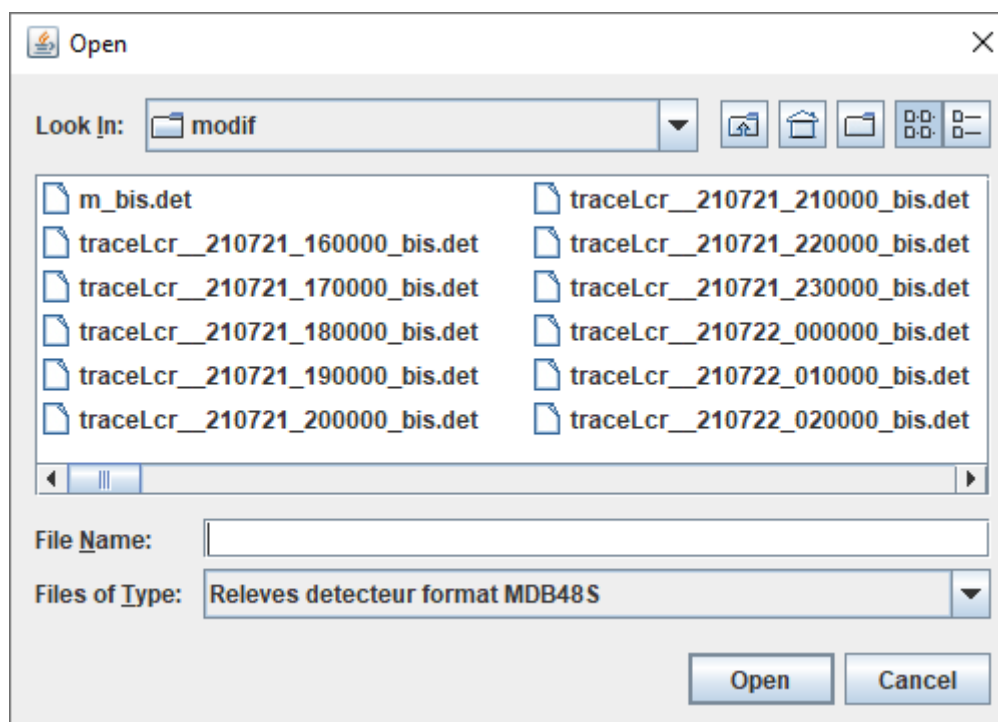 Open
Look In: modif
m_bis.det
traceLcr__210721_160000_bis.det
traceLcr__210721_170000_bis.det
traceLcr__210721_180000_bis.det
traceLcr__210721_190000_bis.det
traceLcr__210721_200000_bis.det
traceLcr__210721_210000_bis.det
traceLcr__210721_220000_bis.det
traceLcr__210721_230000_bis.det
traceLcr__210722_000000_bis.det
traceLcr__210722_010000_bis.det
traceLcr__210722_020000_bis.det
File Name:
Files of Type: Releves detecteur format MDB48S
Open Cancel